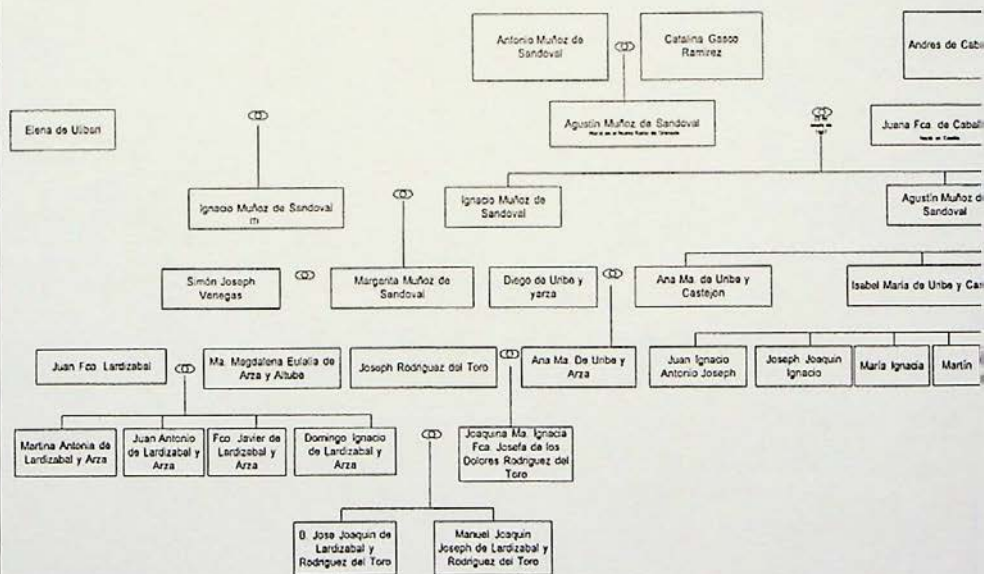 Antonio Muñoz de
Sandoval
Catalina Gasco
Ramirez
Andres de
Elena de Uliberi
Agustin Muñoz de Sandoval
Juana Fca. de
Ignacio Muñoz de Sandoval
m
Ignacio Muñoz de
Sandoval
Agustin Muñoz
Sandoval
Simón Joseph
Venegas
Margarita Muñoz de
Sandoval
Diego de Uribe y
yarza
Ana Ma. de Uribe y
Castejon
Isabel Maria de Uribe y
Juan Fco. Lardizabal
Ma. Magdalena Eulalia de
Arza y Altube
Joseph Rodriguez del Toro
Ana Ma. De Uribe y
Arza
Juan Ignacio
Antonio Joseph
Joseph Joaquin
Ignacio
María Ignacia
Martin
Martina Antonia de
Lardizabal y Arza
Juan Antonio
de Lardizabal y
Arza
Fco. Javier de
Lardizabal y
Arza
Domingo Ignacio
de Lardizabal y
Arza
Joaquina Ma. Ignacia
Fca. Josefa de los
Dolores Rodriguez del
Toro
D. Jose Joaquin de
Lardizabal y
Rodriguez del Toro
Manuel Joaquin
Joseph de Lardizabal y
Rodriguez del Toro